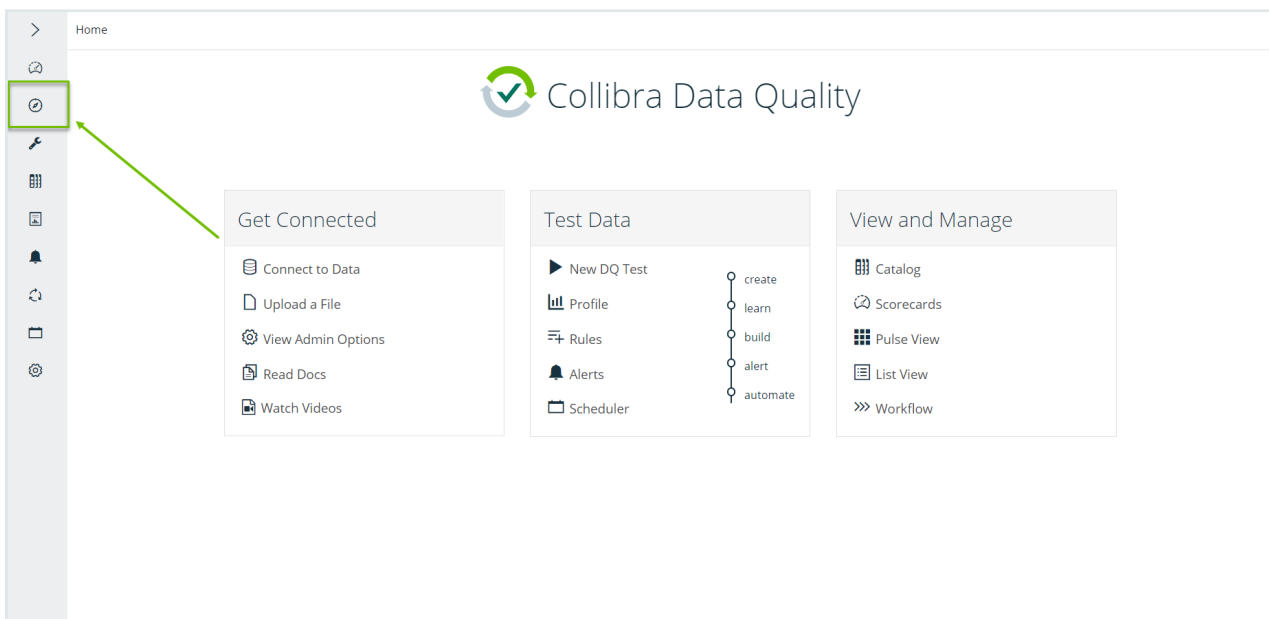 Home
Collibra Data Quality
Get Connected
Connect to Data
Upload a File
View Admin Options
Read Docs
Watch Videos
Test Data
New DQ Test
Profile
Rules
Alerts
Scheduler
create
learn
build
alert
automate
View and Manage
Catalog
Scorecards
Pulse View
List View
Workflow